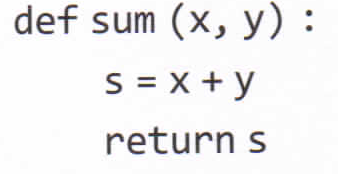 def sum (x, y) :
    s = x + y
    return s